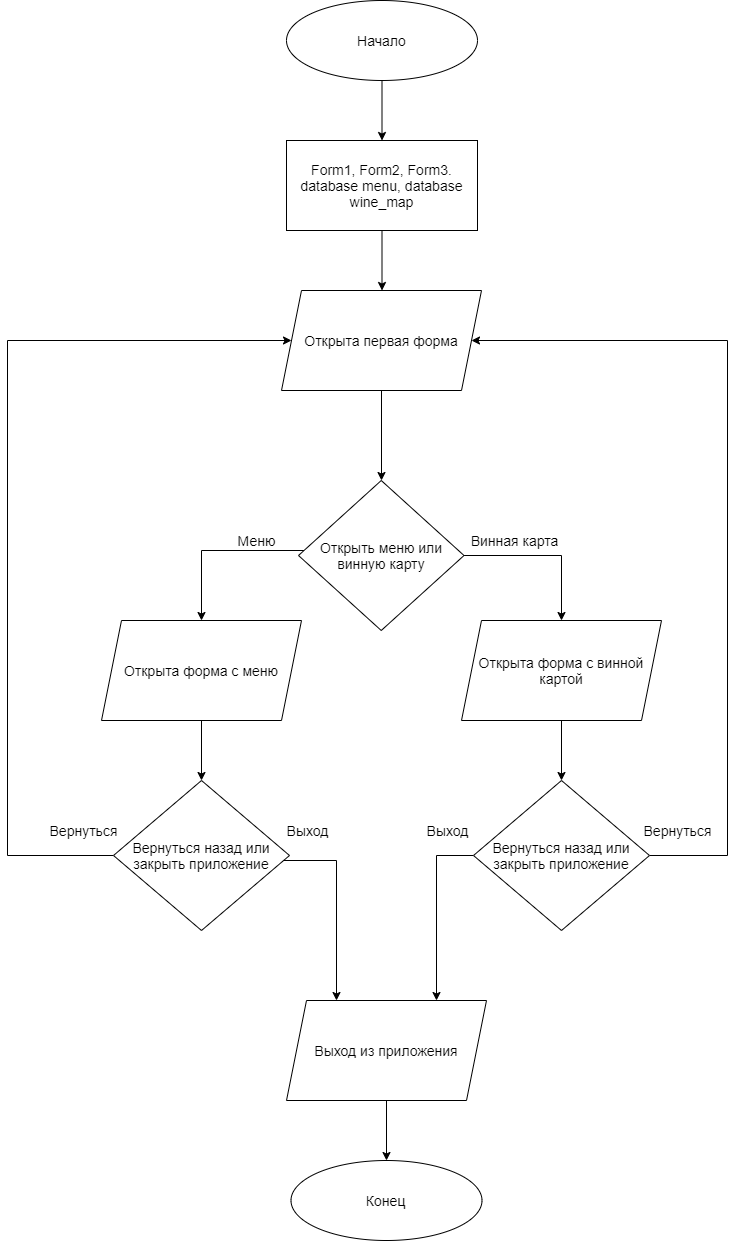 Начало
Form1, Form2, Form3.
database menu, database
wine_map
Открыта первая форма
Открыть меню или
винную карту
Меню
Винная карта
Открыта форма с меню
Открыта форма с винной
картой
Вернуться
Вернуться назад или
закрыть приложение
Выход
Выход
Вернуться назад или
закрыть приложение
Вернуться
Выход из приложения
Конец